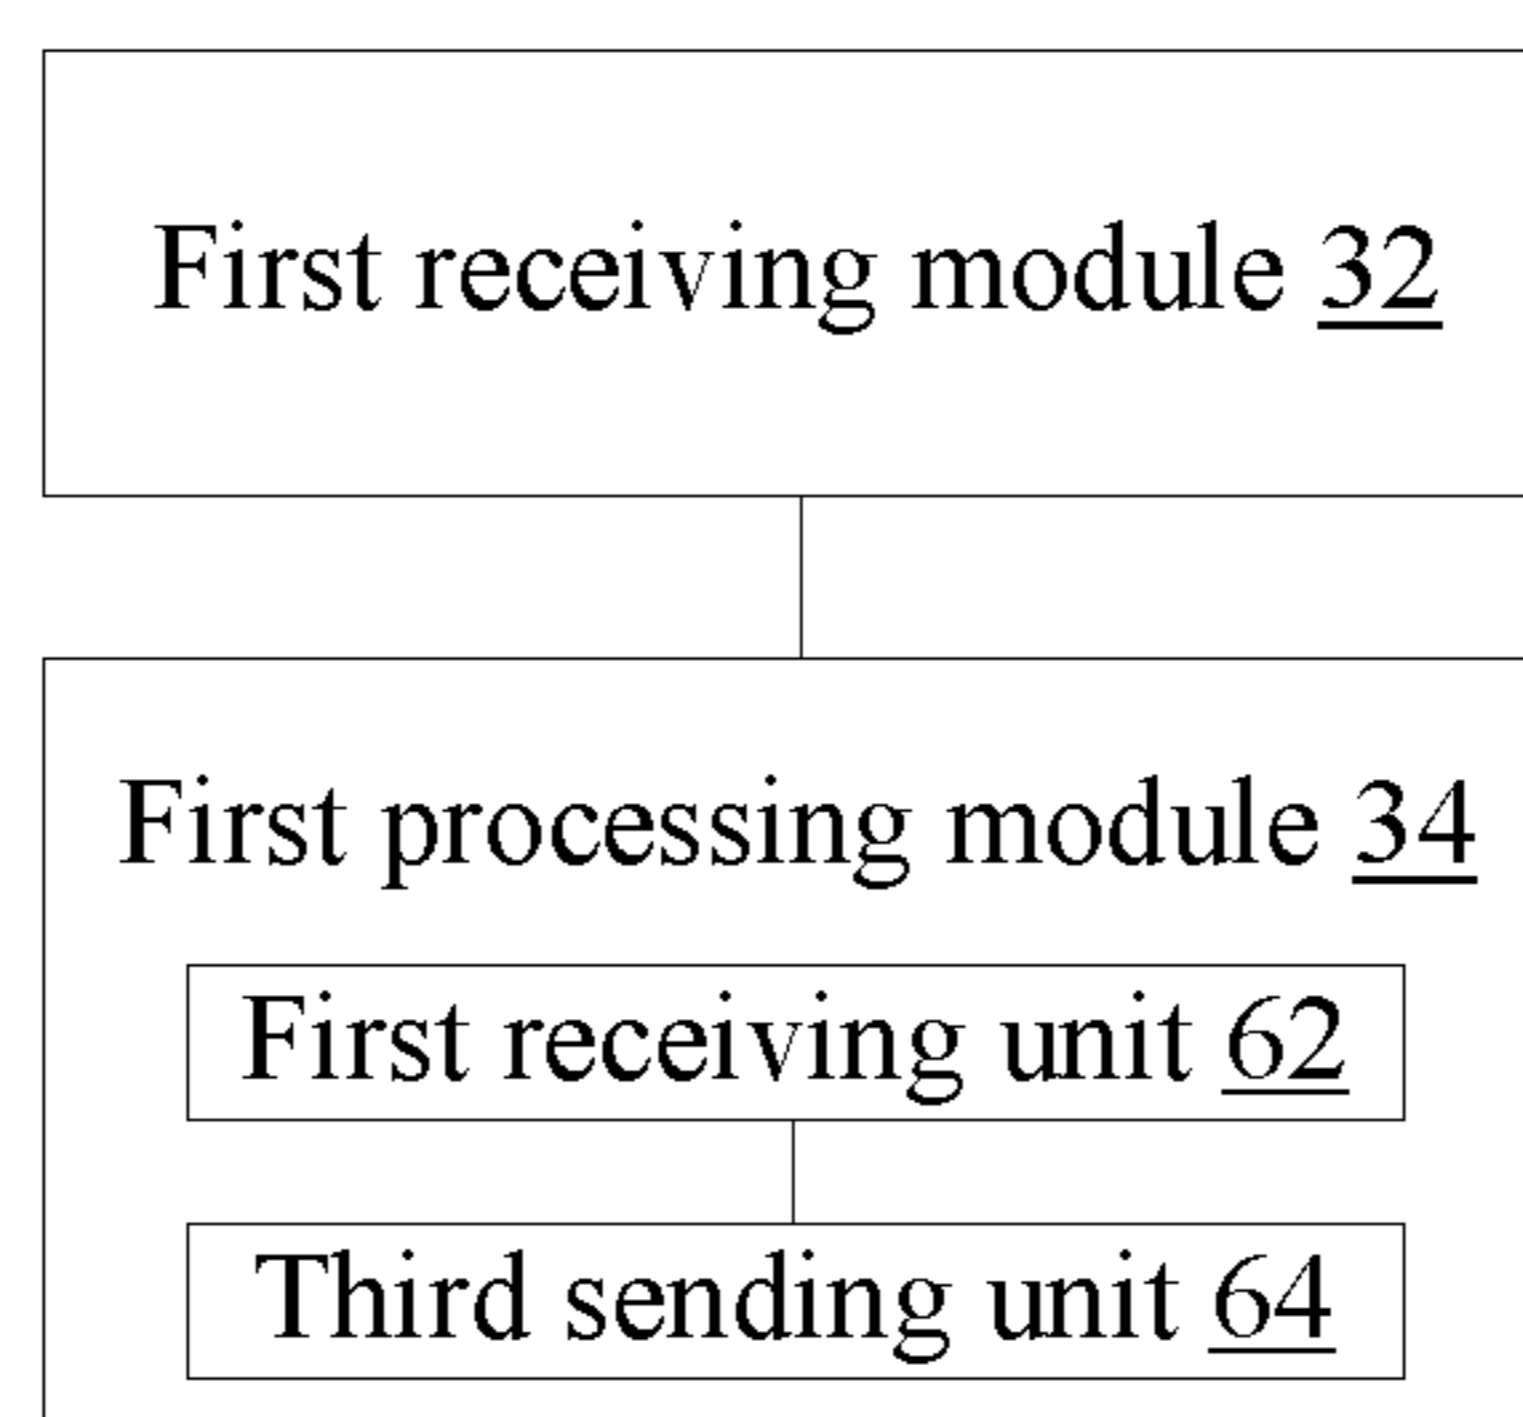 First receiving module 32
First processing module 34
First receiving unit 62
Third sending unit 64